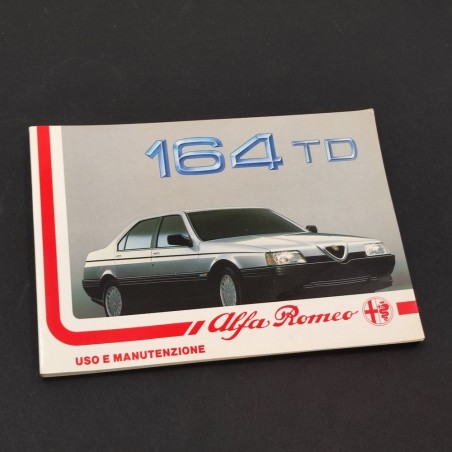 164 TD
Alfa Romeo
USO E MANUTENZIONE